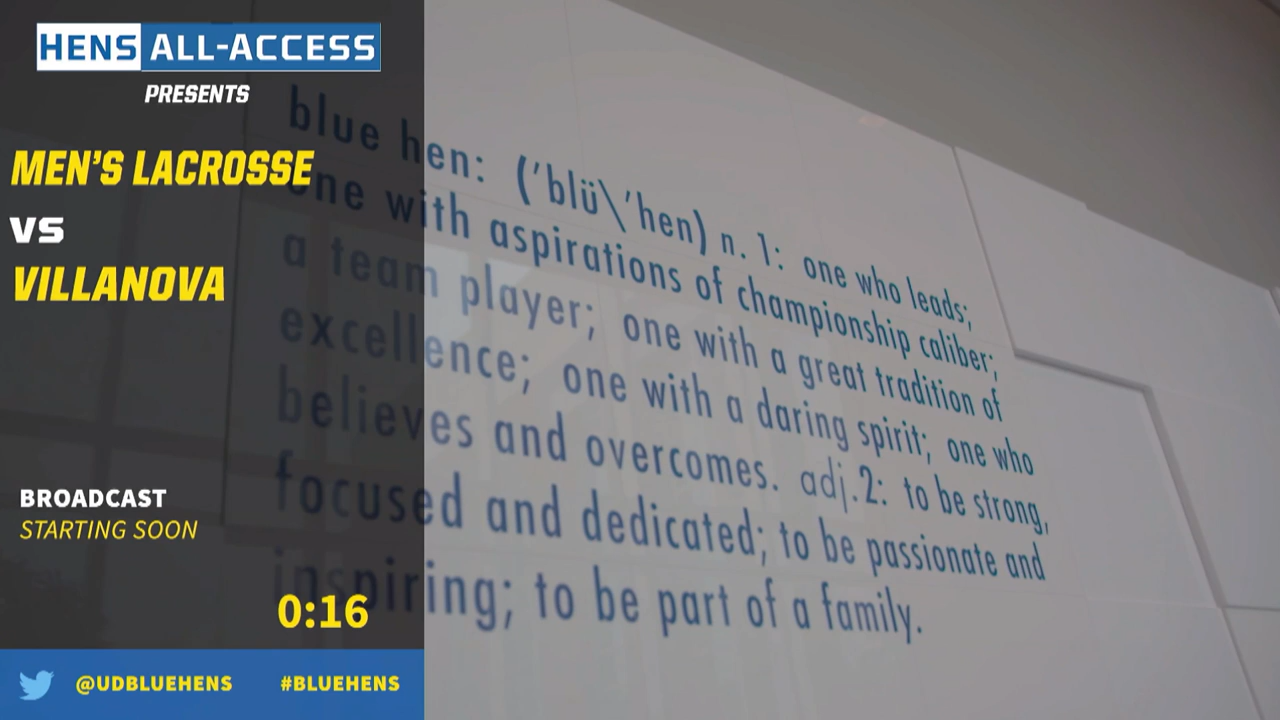 HENS ALL-ACCESS
PRESENTS
MEN'S LACROSSE
VS
VILLANOVA
BROADCAST
STARTING SOON
0:16
@UDBLUEHENS #BLUEHENS
blue hen: ('blü\'hen) n. 1: one who leads;
one with aspirations of championship caliber;
a team player; one with a great tradition of
excellence; one with a daring spirit; one who
believes and overcomes. adj.2: to be strong,
focused and dedicated; to be passionate and
inspiring; to be part of a family.